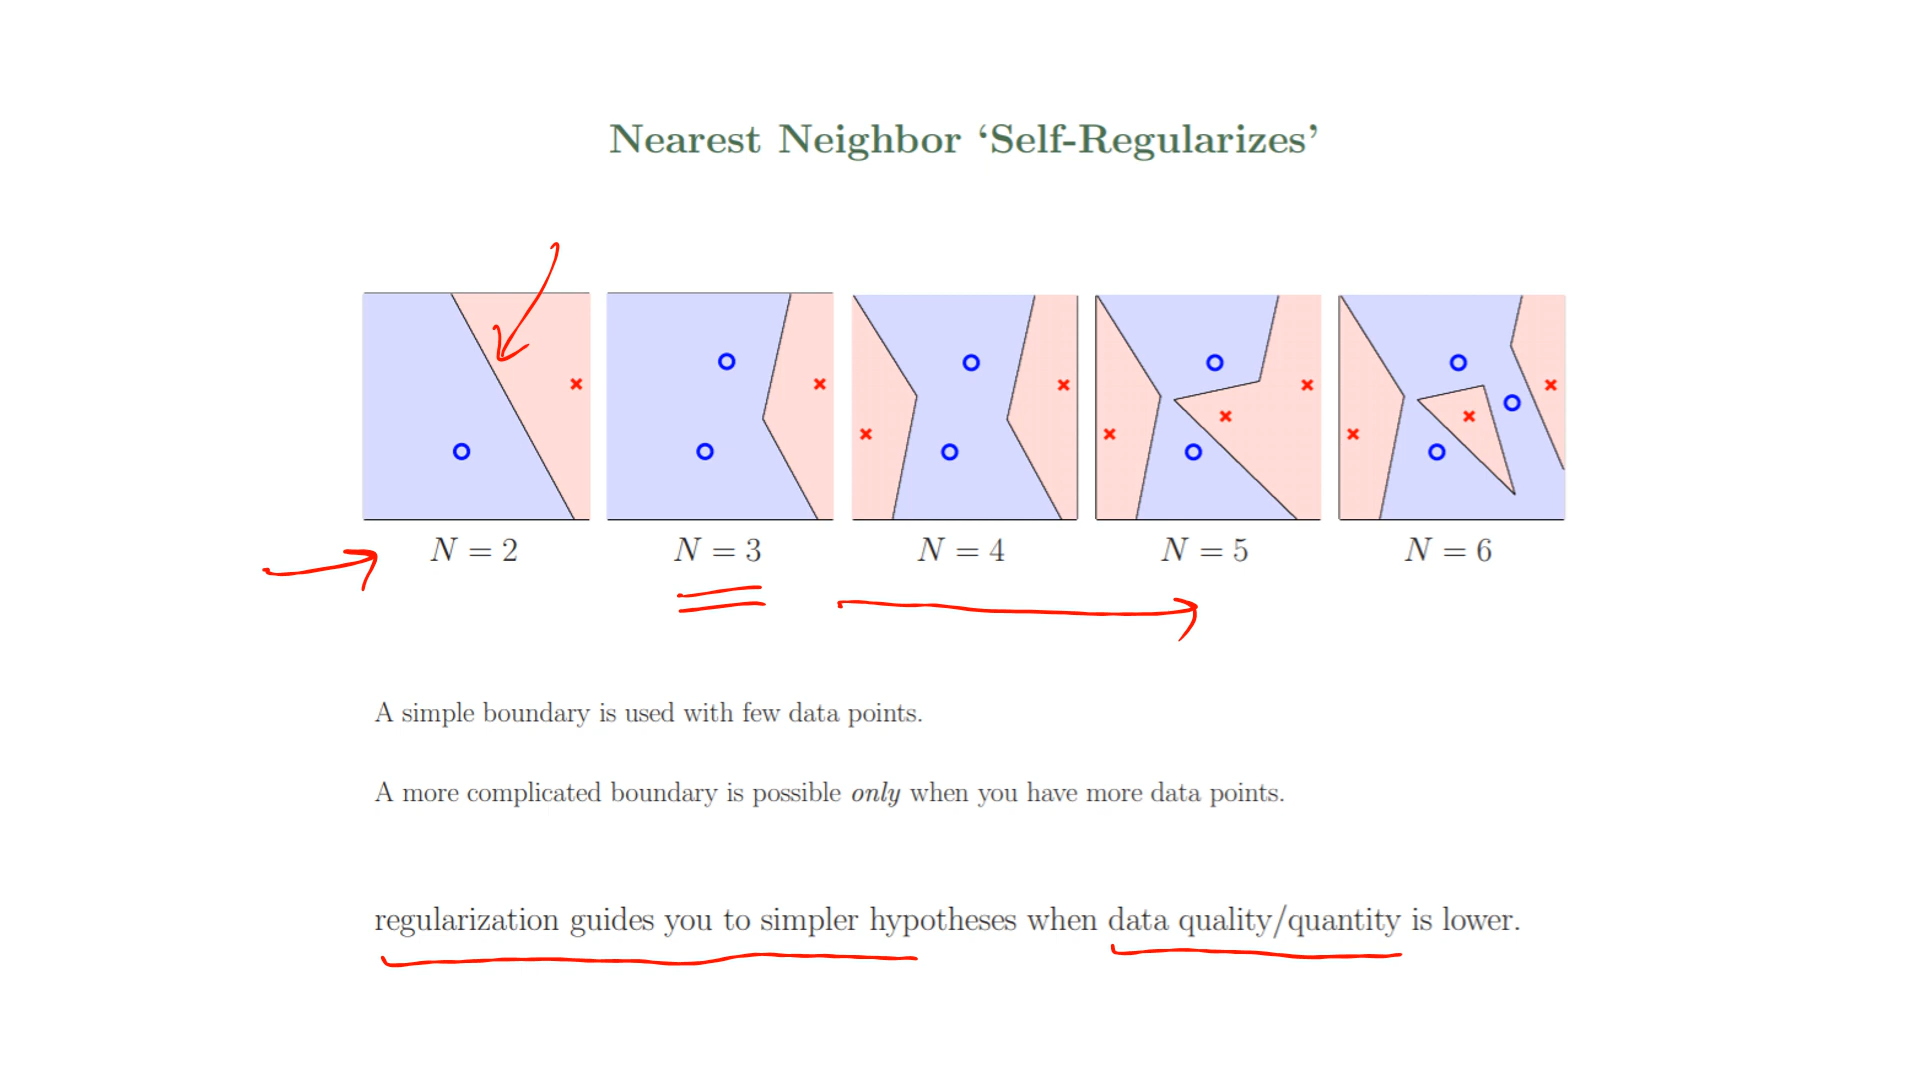 Nearest Neighbor ‘Self-Regularizes’
N = 2
N = 3
N = 4
N = 5
N = 6
A simple boundary is used with few data points.
A more complicated boundary is possible only when you have more data points.
regularization guides you to simpler hypotheses when data quality/quantity is lower.